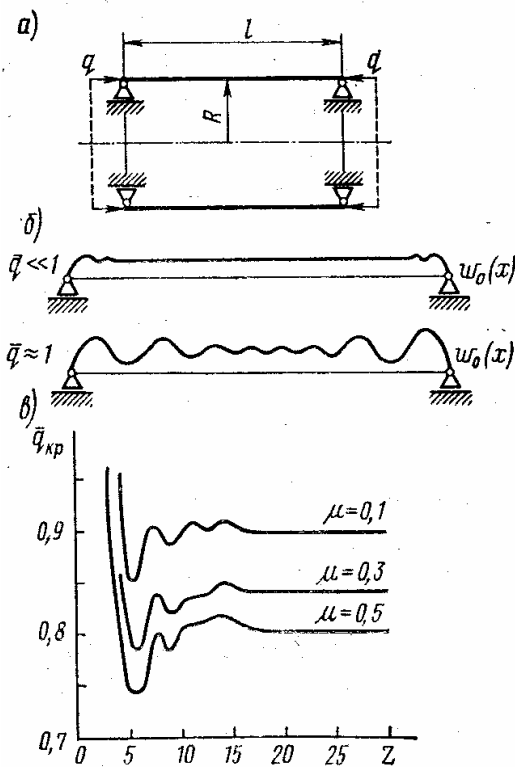 а)
l
q
q
R
б)
q̄ ≪ 1
w₀(x)
q̄ ≈ 1
w₀(x)
в)
q̄кр
0,9
0,8
0,7
μ=0,1
μ=0,3
μ=0,5
0 5 10 15 20 25 Z